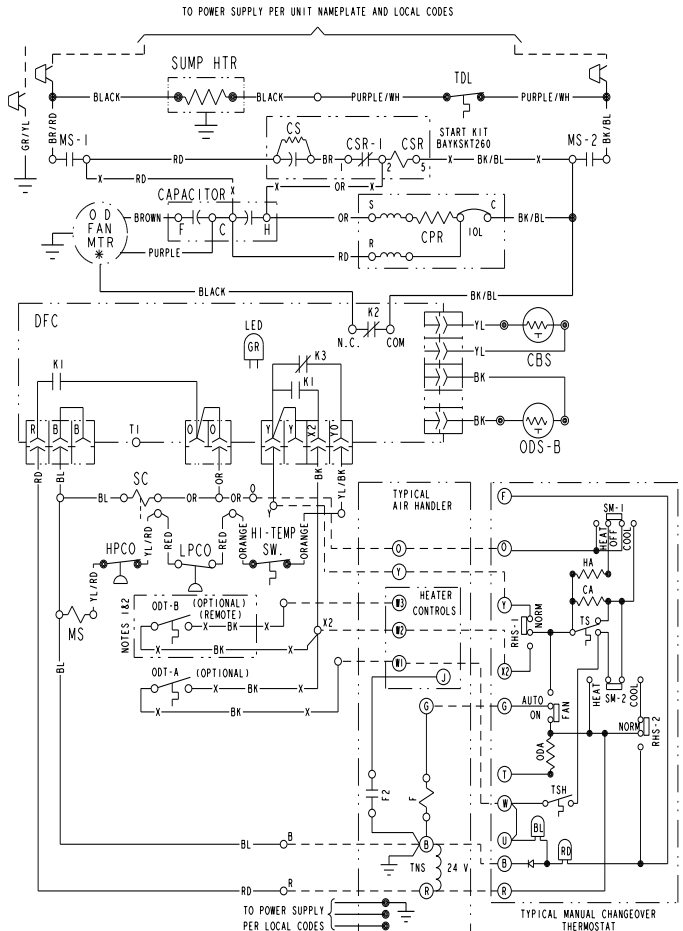 TO POWER SUPPLY PER UNIT NAMEPLATE AND LOCAL CODES
SUMP HTR
TDL
BLACK
BLACK
PURPLE/WH
PURPLE/WH
GR/YL
BR/RD
BK/BL
CS
START KIT
BAYKSKT260
MS-1
CSR-1
CSR
MS-2
RD
BR
1
2
5
X
BK/BL
X
X
RD
X
OR
X
CAPACITOR
X
O D
FAN
MTR
*
BROWN
F
C
H
OR
S
C
CPR
IOL
BK/BL
PURPLE
RD
R
BLACK
BK/BL
DFC
LED
GR
K2
N.C.
COM
YL
YL
CBS
K1
K3
K1
BK
BK
ODS-B
R
B
B
T1
O
O
Y
Y
X2
YO
RD
BL
OR
BK
YL/BK
SC
BL
OR
OR
O
Y
TYPICAL
AIR HANDLER
F
SM-1
HEAT
OFF
COOL
HPCO
YL/RD
RED
LPCO
RED
ORANGE
HI-TEMP
SW.
ORANGE
O
O
HA
Y
YL/RD
CA
MS
NOTES 1&2
ODT-B
(OPTIONAL)
(REMOTE)
X
BK
X
X
BK
X
X2
HEATER
CONTROLS
W3
W2
W1
J
Y
NORM
RHS-1
TS
X2
BL
ODT-A
(OPTIONAL)
X
BK
X
X
BK
X
G
G
AUTO
ON
FAN
HEAT
SM-2
COOL
NORM
RHS-2
ODA
T
F2
F
W
TSH
BL
RD
U
BL
B
B
B
TNS
24 V
RD
R
R
R
TO POWER SUPPLY
PER LOCAL CODES
TYPICAL MANUAL CHANGEOVER
THERMOSTAT